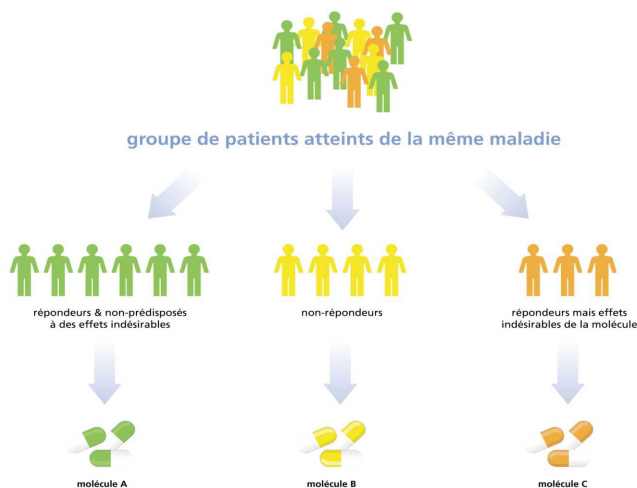 groupe de patients atteints de la même maladie
répondeurs & non-prédisposés
à des effets indésirables
non-répondeurs
répondeurs mais effets
indésirables de la molécule
molécule A
molécule B
molécule C